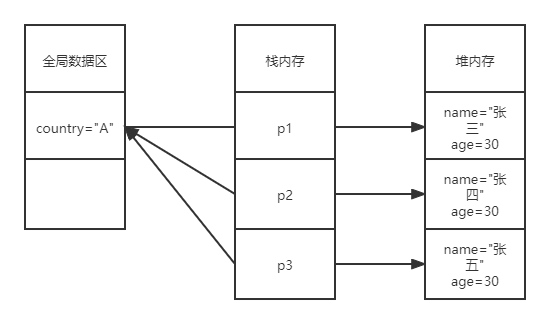 全局数据区
country="A"
栈内存
p1
p2
p3
堆内存
name="张
三"
age=30
name="张
四"
age=30
name="张
五"
age=30